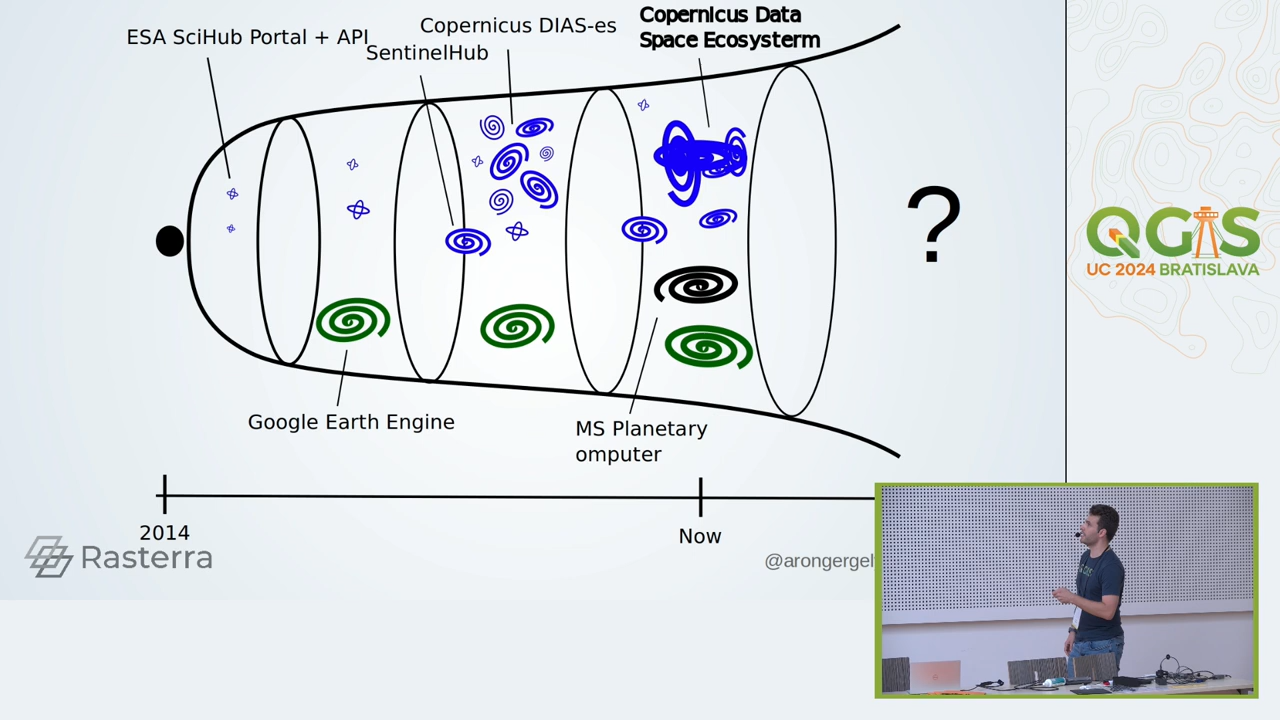 ESA SciHub Portal + API
Copernicus DIAS-es
SentinelHub
Copernicus Data
Space Ecosysterm
?
Google Earth Engine
MS Planetary
omputer
2014
Now
Rasterra
@arongergel
QGIS
UC 2024 BRATISLAVA